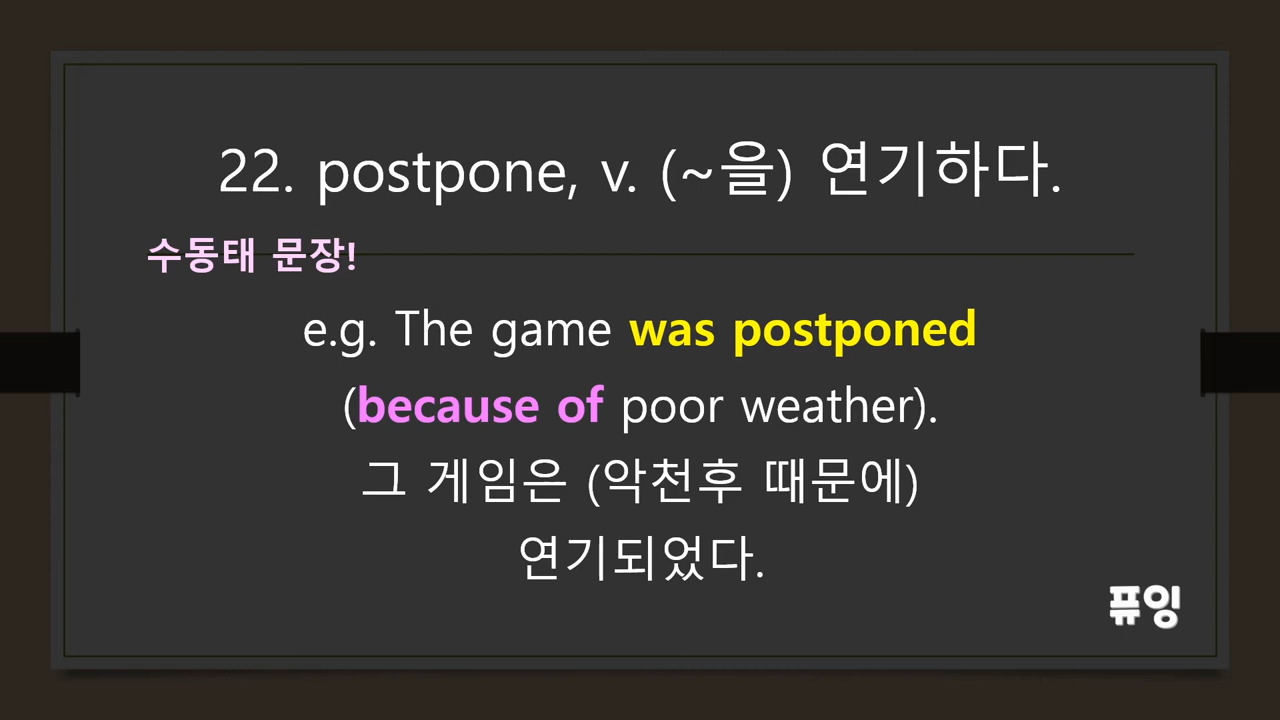 22. postpone, v. (~을) 연기하다.
수동태 문장!
e.g. The game was postponed
(because of poor weather).
그 게임은 (악천후 때문에)
연기되었다.
퓨잉